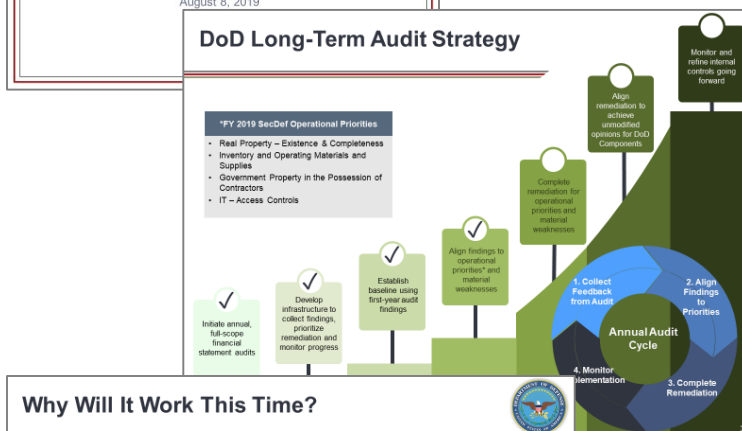 August 8, 2019
DoD Long-Term Audit Strategy
*FY 2019 SecDef Operational Priorities
• Real Property – Existence & Completeness
• Inventory and Operating Materials and
Supplies
• Government Property in the Possession of
Contractors
• IT – Access Controls
Initiate annual,
full-scope
financial
statement audits
Develop
infrastructure to
collect findings,
prioritize
remediation and
monitor progress
Establish
baseline using
first-year audit
findings
Align findings to
operational
priorities* and
material
weaknesses
Complete
remediation for
operational
priorities and
material
weaknesses
Align
remediation to
achieve
unmodified
opinions for DoD
Components
Monitor and
refine internal
controls going
forward
1. Collect
Feedback
from Audit
2. Align
Findings
to
Priorities
3. Complete
Remediation
4. Monitor
plementation
Annual Audit
Cycle
Why Will It Work This Time?